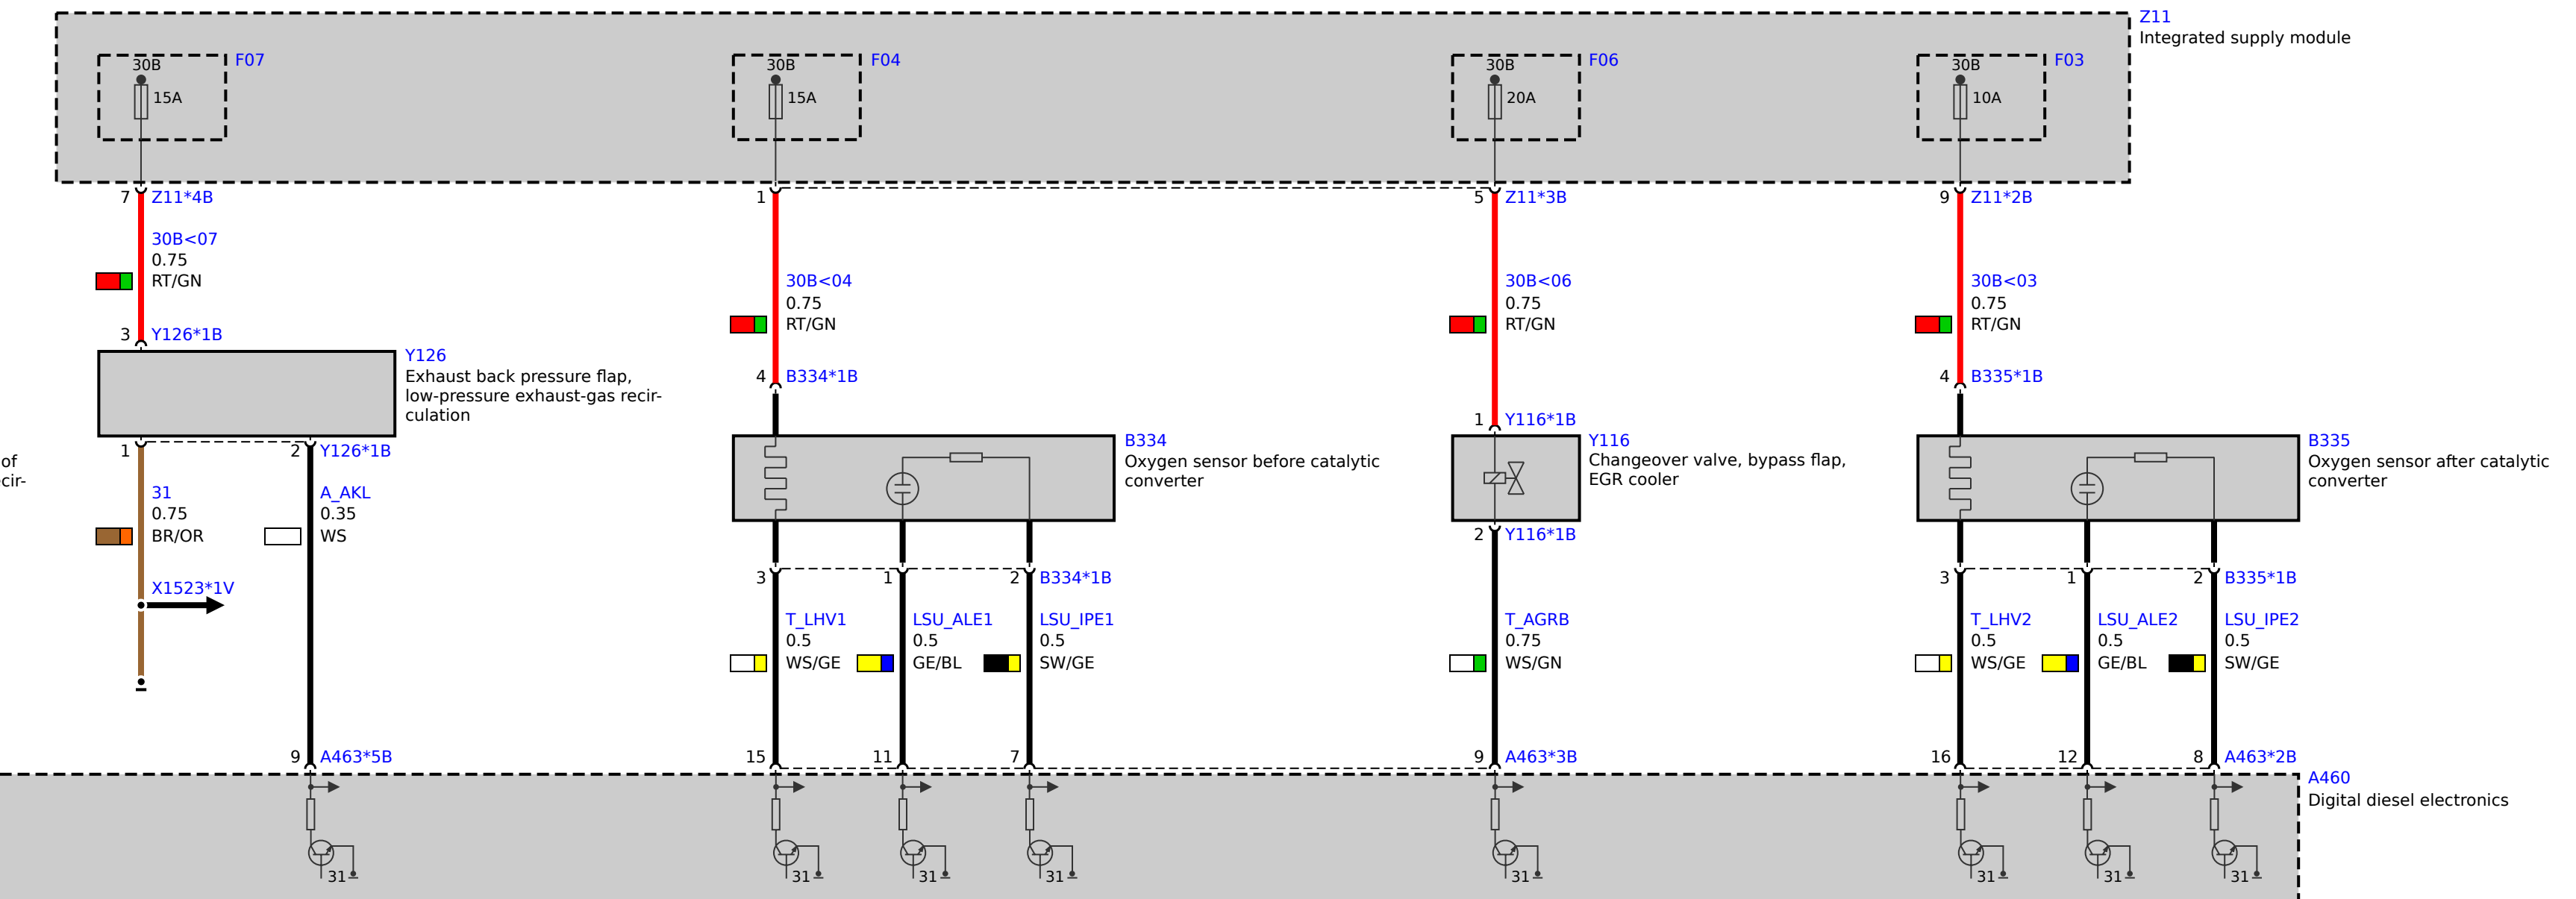 Z11
Integrated supply module
30B
F07
15A
30B
F04
15A
30B
F06
20A
30B
F03
10A
7
Z11*4B
1
5
Z11*3B
9
Z11*2B
30B<07
0.75
RT/GN
30B<04
0.75
RT/GN
30B<06
0.75
RT/GN
30B<03
0.75
RT/GN
3
Y126*1B
Y126
Exhaust back pressure flap,
low-pressure exhaust-gas recir-
culation
4
B334*1B
1
Y116*1B
4
B335*1B
of
cir-
1
2
Y126*1B
B334
Oxygen sensor before catalytic
converter
Y116
Changeover valve, bypass flap,
EGR cooler
B335
Oxygen sensor after catalytic
converter
31
0.75
BR/OR
A_AKL
0.35
WS
X1523*1V
3
1
2
B334*1B
2
Y116*1B
3
1
2
B335*1B
T_LHV1
0.5
WS/GE
LSU_ALE1
0.5
GE/BL
LSU_IPE1
0.5
SW/GE
T_AGRB
0.75
WS/GN
T_LHV2
0.5
WS/GE
LSU_ALE2
0.5
GE/BL
LSU_IPE2
0.5
SW/GE
9
A463*5B
15
11
7
9
A463*3B
16
12
8
A463*2B
A460
Digital diesel electronics
31
31
31
31
31
31
31
31